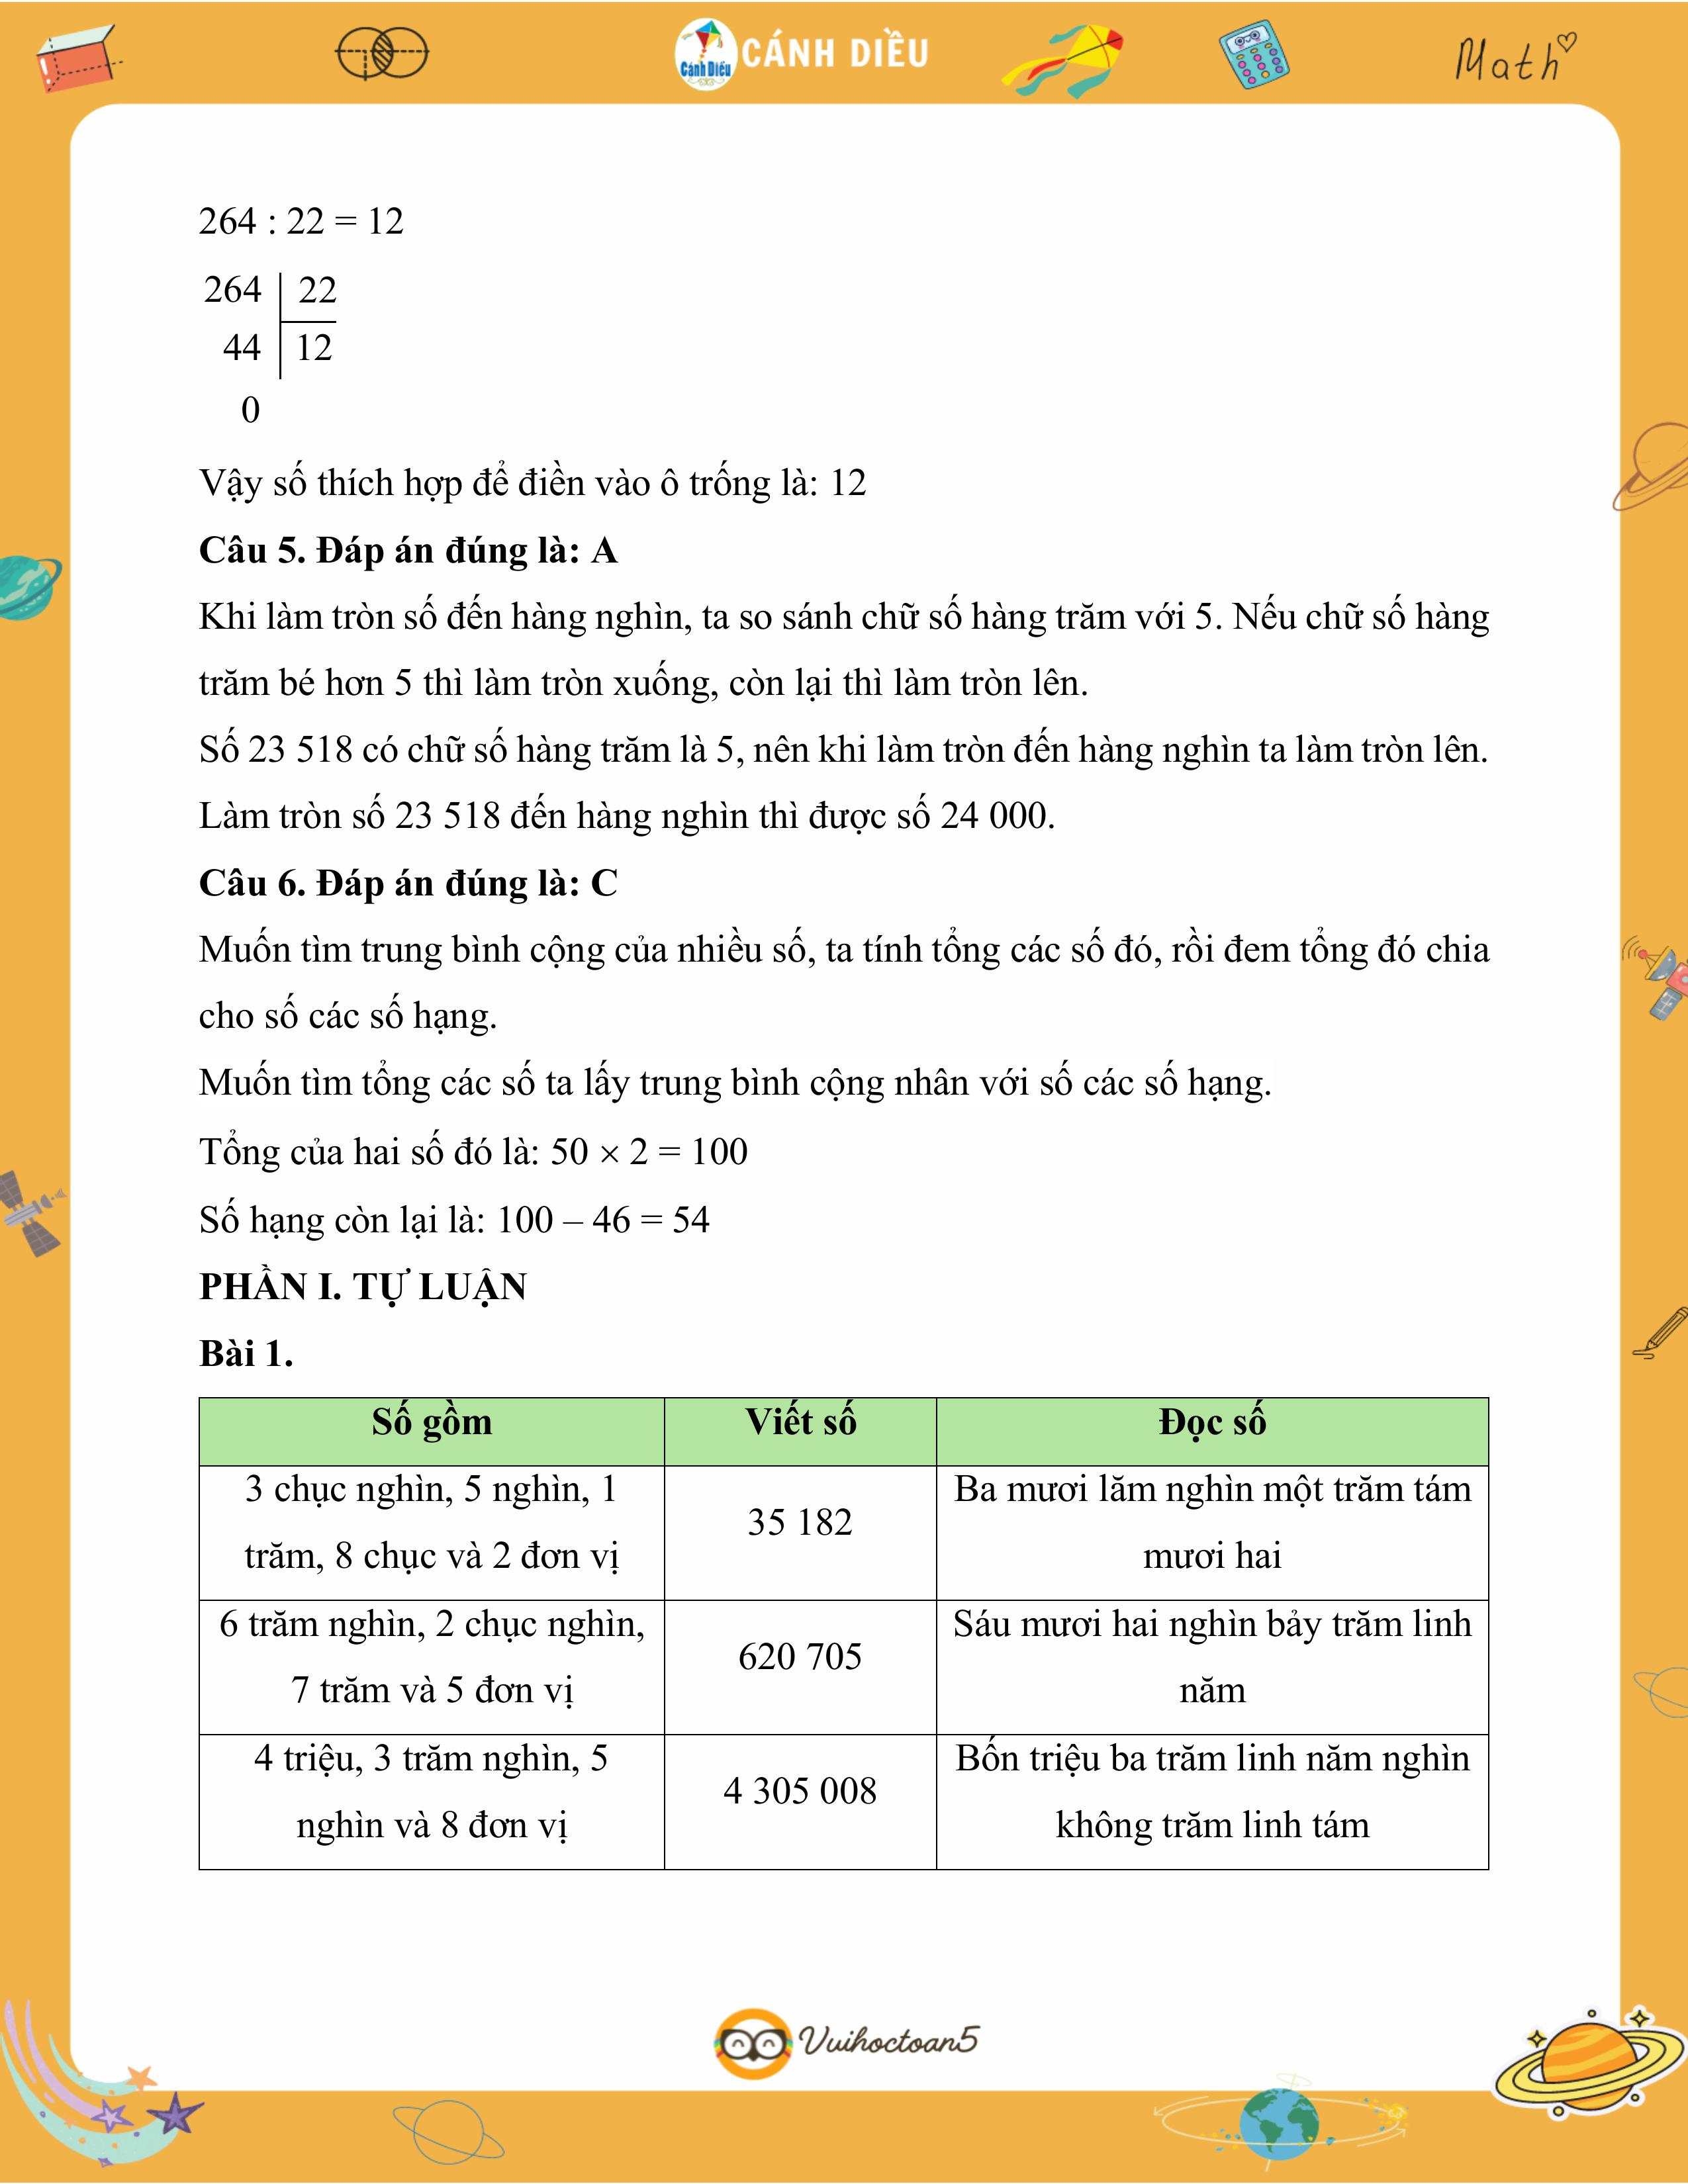 Cánh Diều
CÁNH DIỀU
Math
264 : 22 = 12
264 22
44 12
0
Vậy số thích hợp để điền vào ô trống là: 12
Câu 5. Đáp án đúng là: A
Khi làm tròn số đến hàng nghìn, ta so sánh chữ số hàng trăm với 5. Nếu chữ số hàng
trăm bé hơn 5 thì làm tròn xuống, còn lại thì làm tròn lên.
Số 23 518 có chữ số hàng trăm là 5, nên khi làm tròn đến hàng nghìn ta làm tròn lên.
Làm tròn số 23 518 đến hàng nghìn thì được số 24 000.
Câu 6. Đáp án đúng là: C
Muốn tìm trung bình cộng của nhiều số, ta tính tổng các số đó, rồi đem tổng đó chia
cho số các số hạng.
Muốn tìm tổng các số ta lấy trung bình cộng nhân với số các số hạng.
Tổng của hai số đó là: 50 × 2 = 100
Số hạng còn lại là: 100 – 46 = 54
PHẦN I. TỰ LUẬN
Bài 1.
Số gồm Viết số Đọc số
3 chục nghìn, 5 nghìn, 1
trăm, 8 chục và 2 đơn vị
35 182
Ba mươi lăm nghìn một trăm tám
mươi hai
6 trăm nghìn, 2 chục nghìn,
7 trăm và 5 đơn vị
620 705
Sáu mươi hai nghìn bảy trăm linh
năm
4 triệu, 3 trăm nghìn, 5
nghìn và 8 đơn vị
4 305 008
Bốn triệu ba trăm linh năm nghìn
không trăm linh tám
Vuihoctoan5